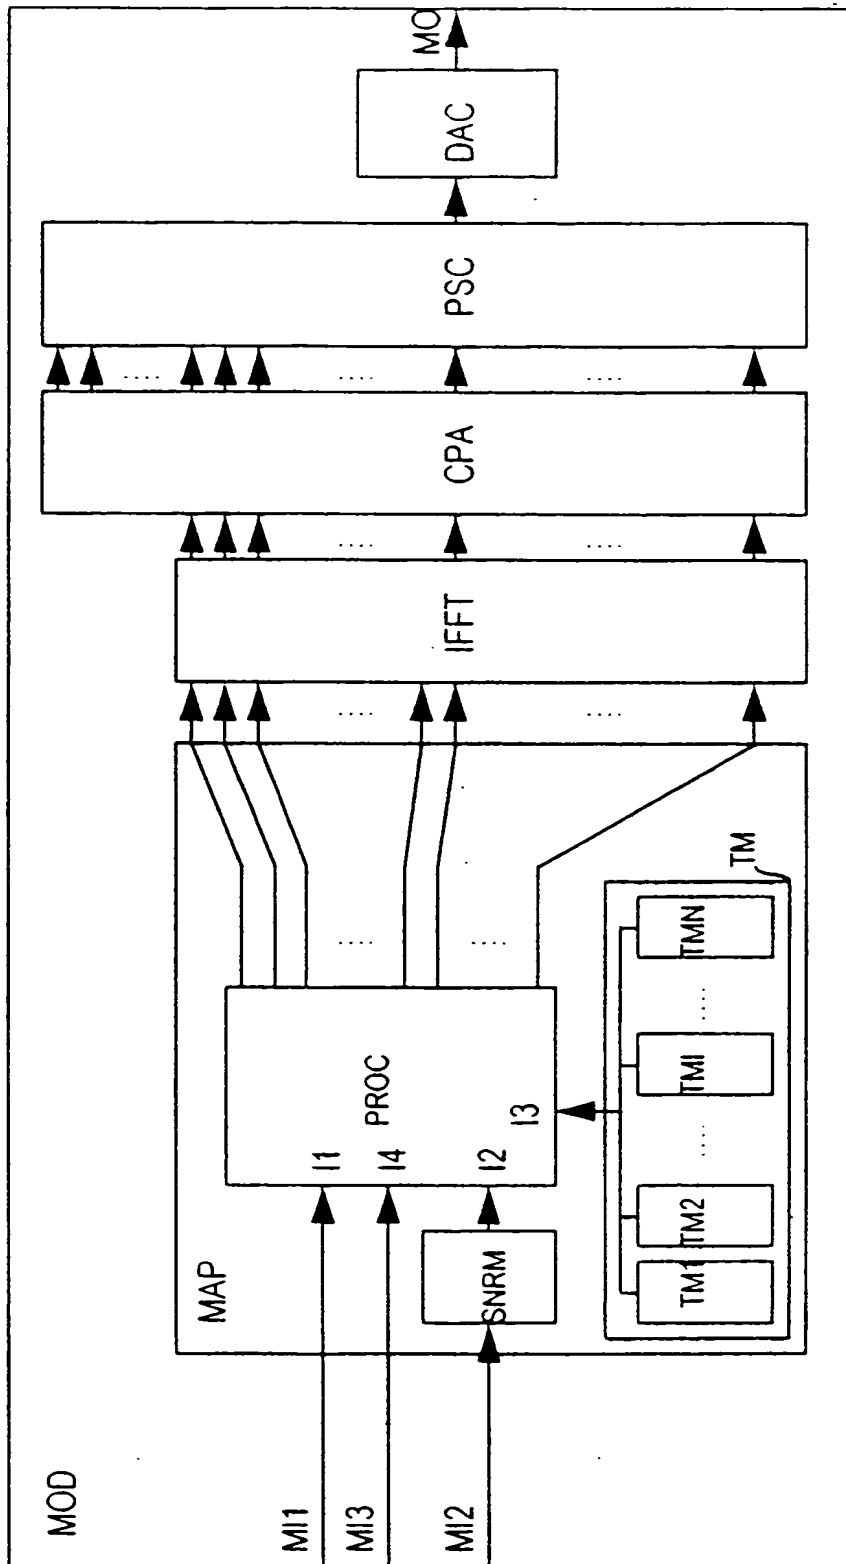 MOD
MI1
MI3
MI2
MAP
I1
I4
I2
I3
PROC
SNRM
TM
TM1
TM2
....
TMI
....
TMN
....
....
....
....
IFFT
....
....
CPA
....
....
....
PSC
DAC
MO